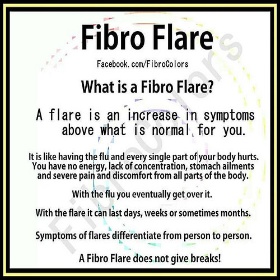 Fibro Flare
Facebook.com/FibroColors
What is a Fibro Flare?
A flare is an increase in symptoms
above what is normal for you.
It is like having the flu and every single part of your body hurts.
You have no energy, lack of concentration, stomach ailments
and severe pain and discomfort from all parts of the body.
With the flu you eventually get over it.
With the flare it can last days, weeks or sometimes months.
Symptoms of flares differentiate from person to person.
A Fibro Flare does not give breaks!
FibroColors